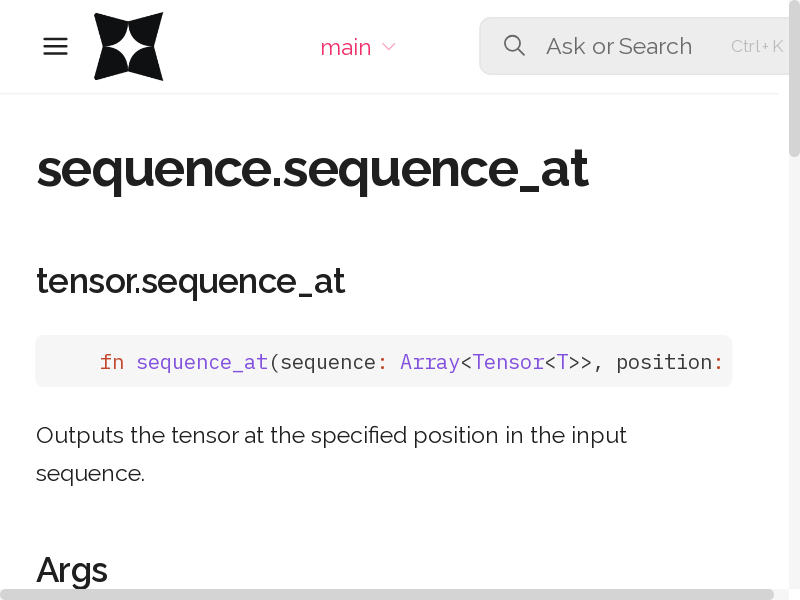 main
Ask or Search
Ctrl+K
sequence.sequence_at
tensor.sequence_at
fn sequence_at(sequence: Array<Tensor<T>>, position:
Outputs the tensor at the specified position in the input
sequence.
Args